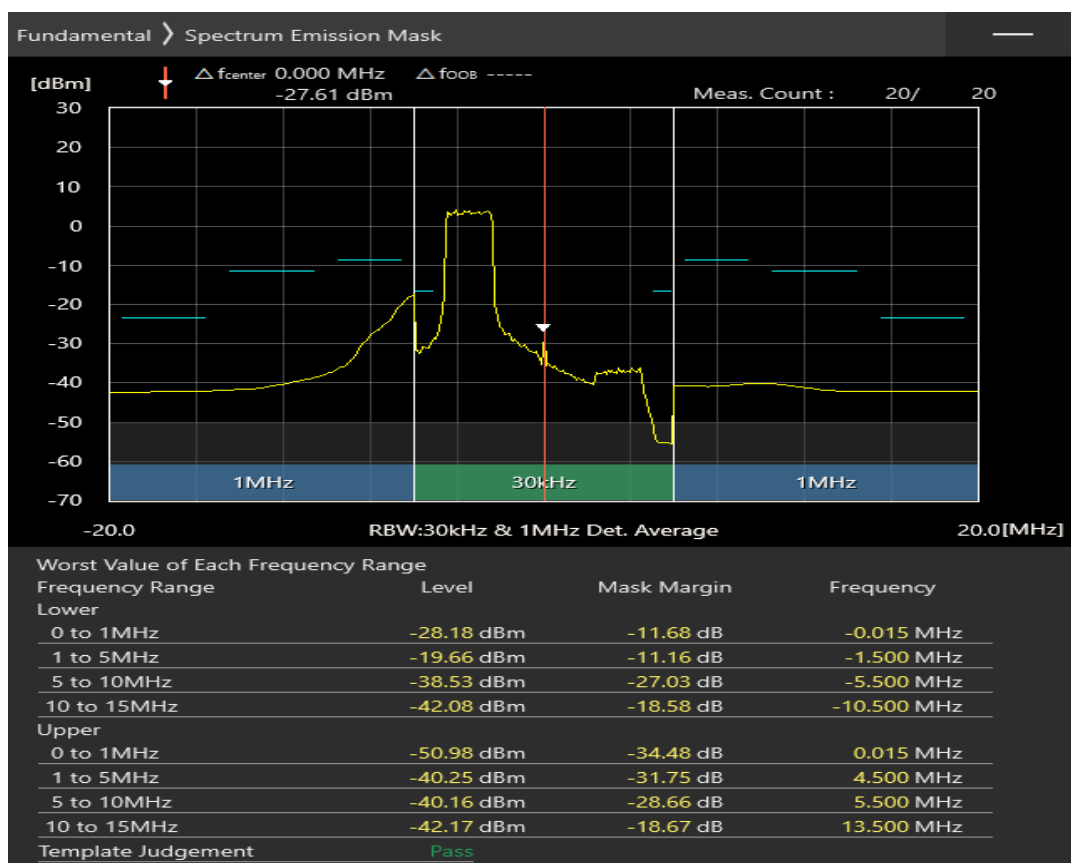 Fundamental ❯ Spectrum Emission Mask
[dBm] △ fcenter 0.000 MHz △ fOOB -----
-27.61 dBm Meas. Count : 20/ 20
30
20
10
0
-10
-20
-30
-40
-50
-60
-70
1MHz 30kHz 1MHz
-20.0 RBW:30kHz & 1MHz Det. Average 20.0[MHz]
Worst Value of Each Frequency Range
Frequency Range Level Mask Margin Frequency
Lower
0 to 1MHz -28.18 dBm -11.68 dB -0.015 MHz
1 to 5MHz -19.66 dBm -11.16 dB -1.500 MHz
5 to 10MHz -38.53 dBm -27.03 dB -5.500 MHz
10 to 15MHz -42.08 dBm -18.58 dB -10.500 MHz
Upper
0 to 1MHz -50.98 dBm -34.48 dB 0.015 MHz
1 to 5MHz -40.25 dBm -31.75 dB 4.500 MHz
5 to 10MHz -40.16 dBm -28.66 dB 5.500 MHz
10 to 15MHz -42.17 dBm -18.67 dB 13.500 MHz
Template Judgement Pass